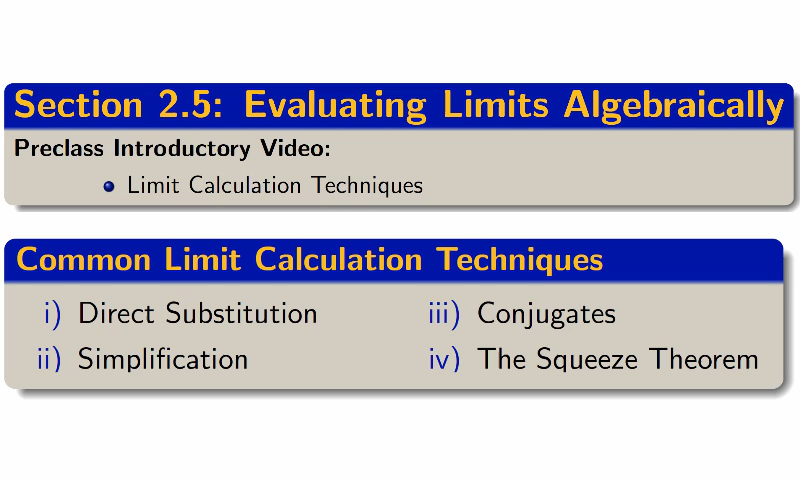 Section 2.5: Evaluating Limits Algebraically
Preclass Introductory Video:
Limit Calculation Techniques
Common Limit Calculation Techniques
i) Direct Substitution
ii) Simplification
iii) Conjugates
iv) The Squeeze Theorem